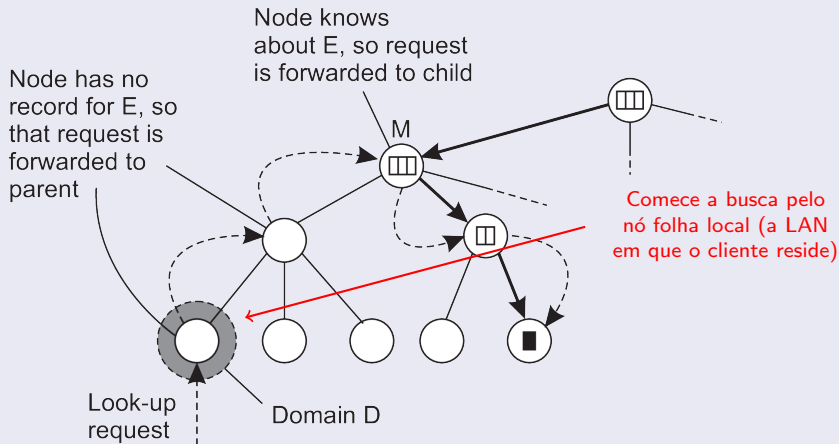 Node knows
about E, so request
is forwarded to child
Node has no
record for E, so
that request is
forwarded to
parent
M
Comece a busca pelo
nó folha local (a LAN
em que o cliente reside)
Look-up
request
Domain D